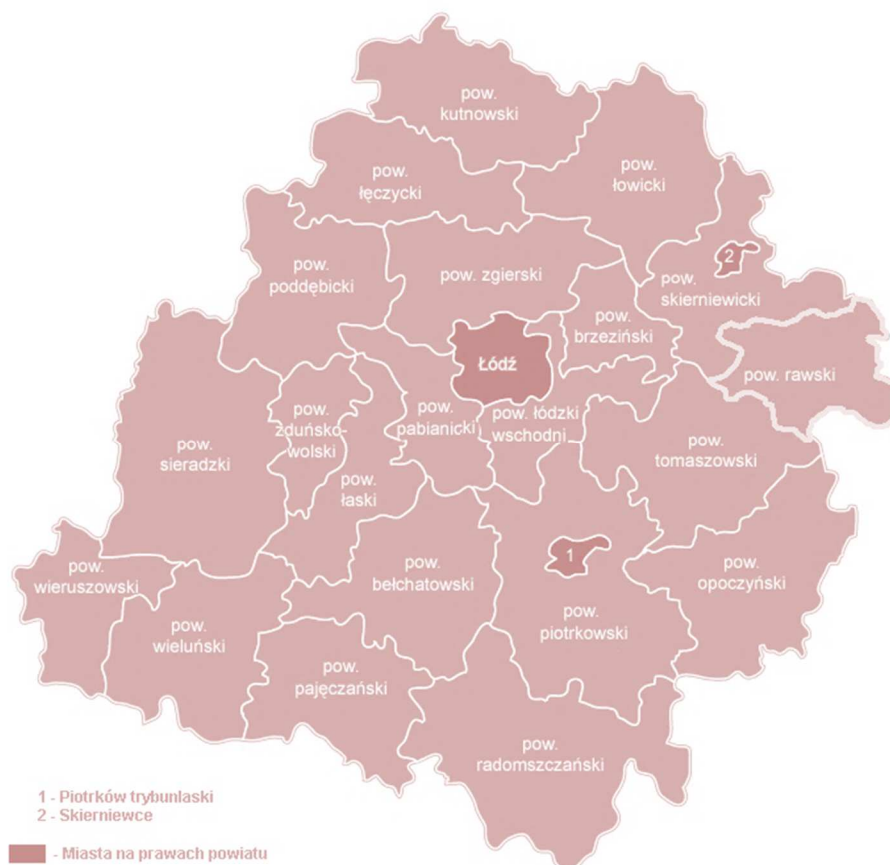 pow.
kutnowski
pow.
łęczycki
pow.
łowicki
pow.
poddębicki
pow. zgierski
2
pow.
skierniewicki
pow.
brzeziński
Łódź
pow. rawski
pow.
sieradzki
pow.
zduńsko-
wolski
pow.
pabianicki
pow. łódzki
wschodni
pow.
tomaszowski
pow.
łaski
pow.
wieruszowski
pow.
bełchatowski
1
pow.
opoczyński
pow.
wieluński
pow.
piotrkowski
pow.
pajęczański
pow.
radomszczański
1 - Piotrków trybunlaski
2 - Skierniewce
- Miasta na prawach powiatu